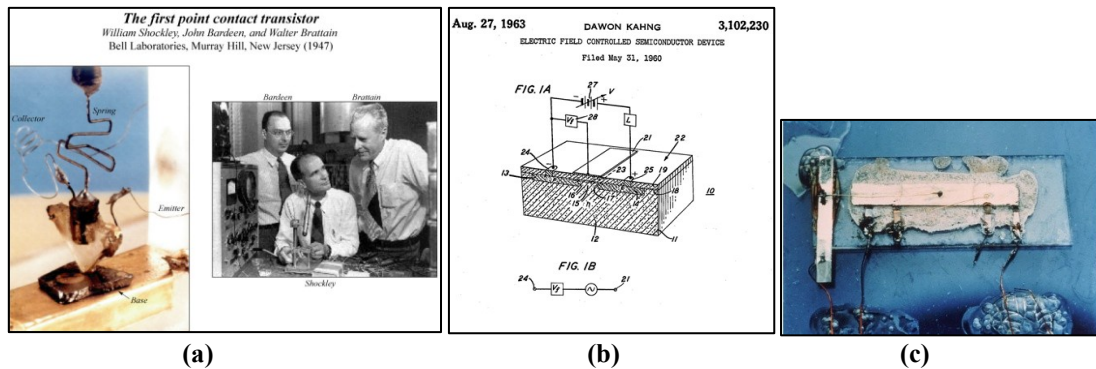 The first point contact transistor
William Shockley, John Bardeen, and Walter Brattain
Bell Laboratories, Murray Hill, New Jersey (1947)
Collector
Spring
Emitter
Base
Bardeen
Brattain
Shockley
(a)
Aug. 27, 1963
DAWON KAHNG
3,102,230
ELECTRIC FIELD CONTROLLED SEMICONDUCTOR DEVICE
Filed May 31, 1960
FIG. 1A
27
V
28
L
21
22
24
23
25
19
13
18
16
15
17
14
10
12
11
FIG. 1B
24
21
(b)
(c)